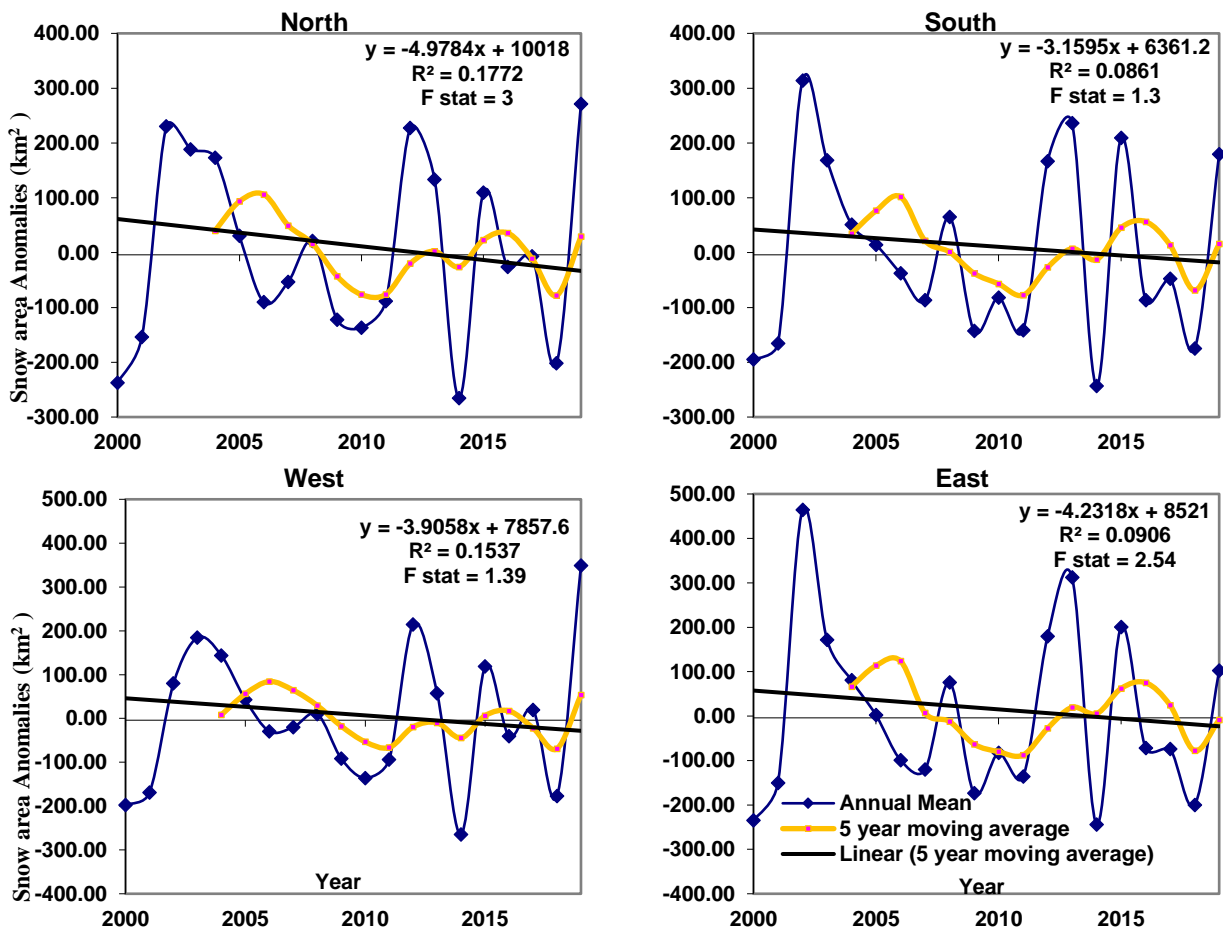 North
y = -4.9784x + 10018
R² = 0.1772
F stat = 3
400.00
300.00
200.00
100.00
0.00
-100.00
-200.00
-300.00
2000
2005
2010
2015
Snow area Anomalies (km²)
South
y = -3.1595x + 6361.2
R² = 0.0861
F stat = 1.3
400.00
300.00
200.00
100.00
0.00
-100.00
-200.00
-300.00
2000
2005
2010
2015
West
y = -3.9058x + 7857.6
R² = 0.1537
F stat = 1.39
500.00
400.00
300.00
200.00
100.00
0.00
-100.00
-200.00
-300.00
-400.00
Year
2000
2005
2010
2015
Snow area Anomalies (km² )
East
y = -4.2318x + 8521
R² = 0.0906
F stat = 2.54
500.00
400.00
300.00
200.00
100.00
0.00
-100.00
-200.00
-300.00
-400.00
Annual Mean
5 year moving average
Linear (5 year moving average)
Year
2000
2005
2010
2015